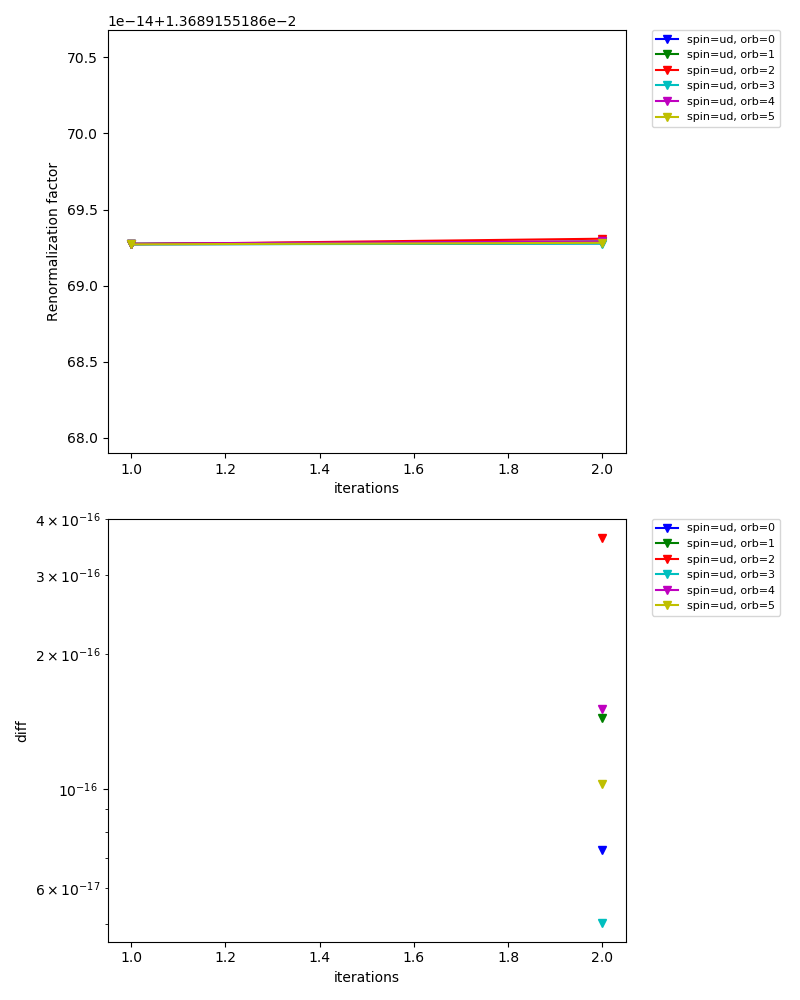 1e−14+1.3689155186e−2
70.5
70.0
69.5
69.0
68.5
68.0
Renormalization factor
1.0 1.2 1.4 1.6 1.8 2.0
iterations
spin=ud, orb=0
spin=ud, orb=1
spin=ud, orb=2
spin=ud, orb=3
spin=ud, orb=4
spin=ud, orb=5
4 × 10^{−16}
3 × 10^{−16}
2 × 10^{−16}
10^{−16}
6 × 10^{−17}
diff
1.0 1.2 1.4 1.6 1.8 2.0
iterations
spin=ud, orb=0
spin=ud, orb=1
spin=ud, orb=2
spin=ud, orb=3
spin=ud, orb=4
spin=ud, orb=5